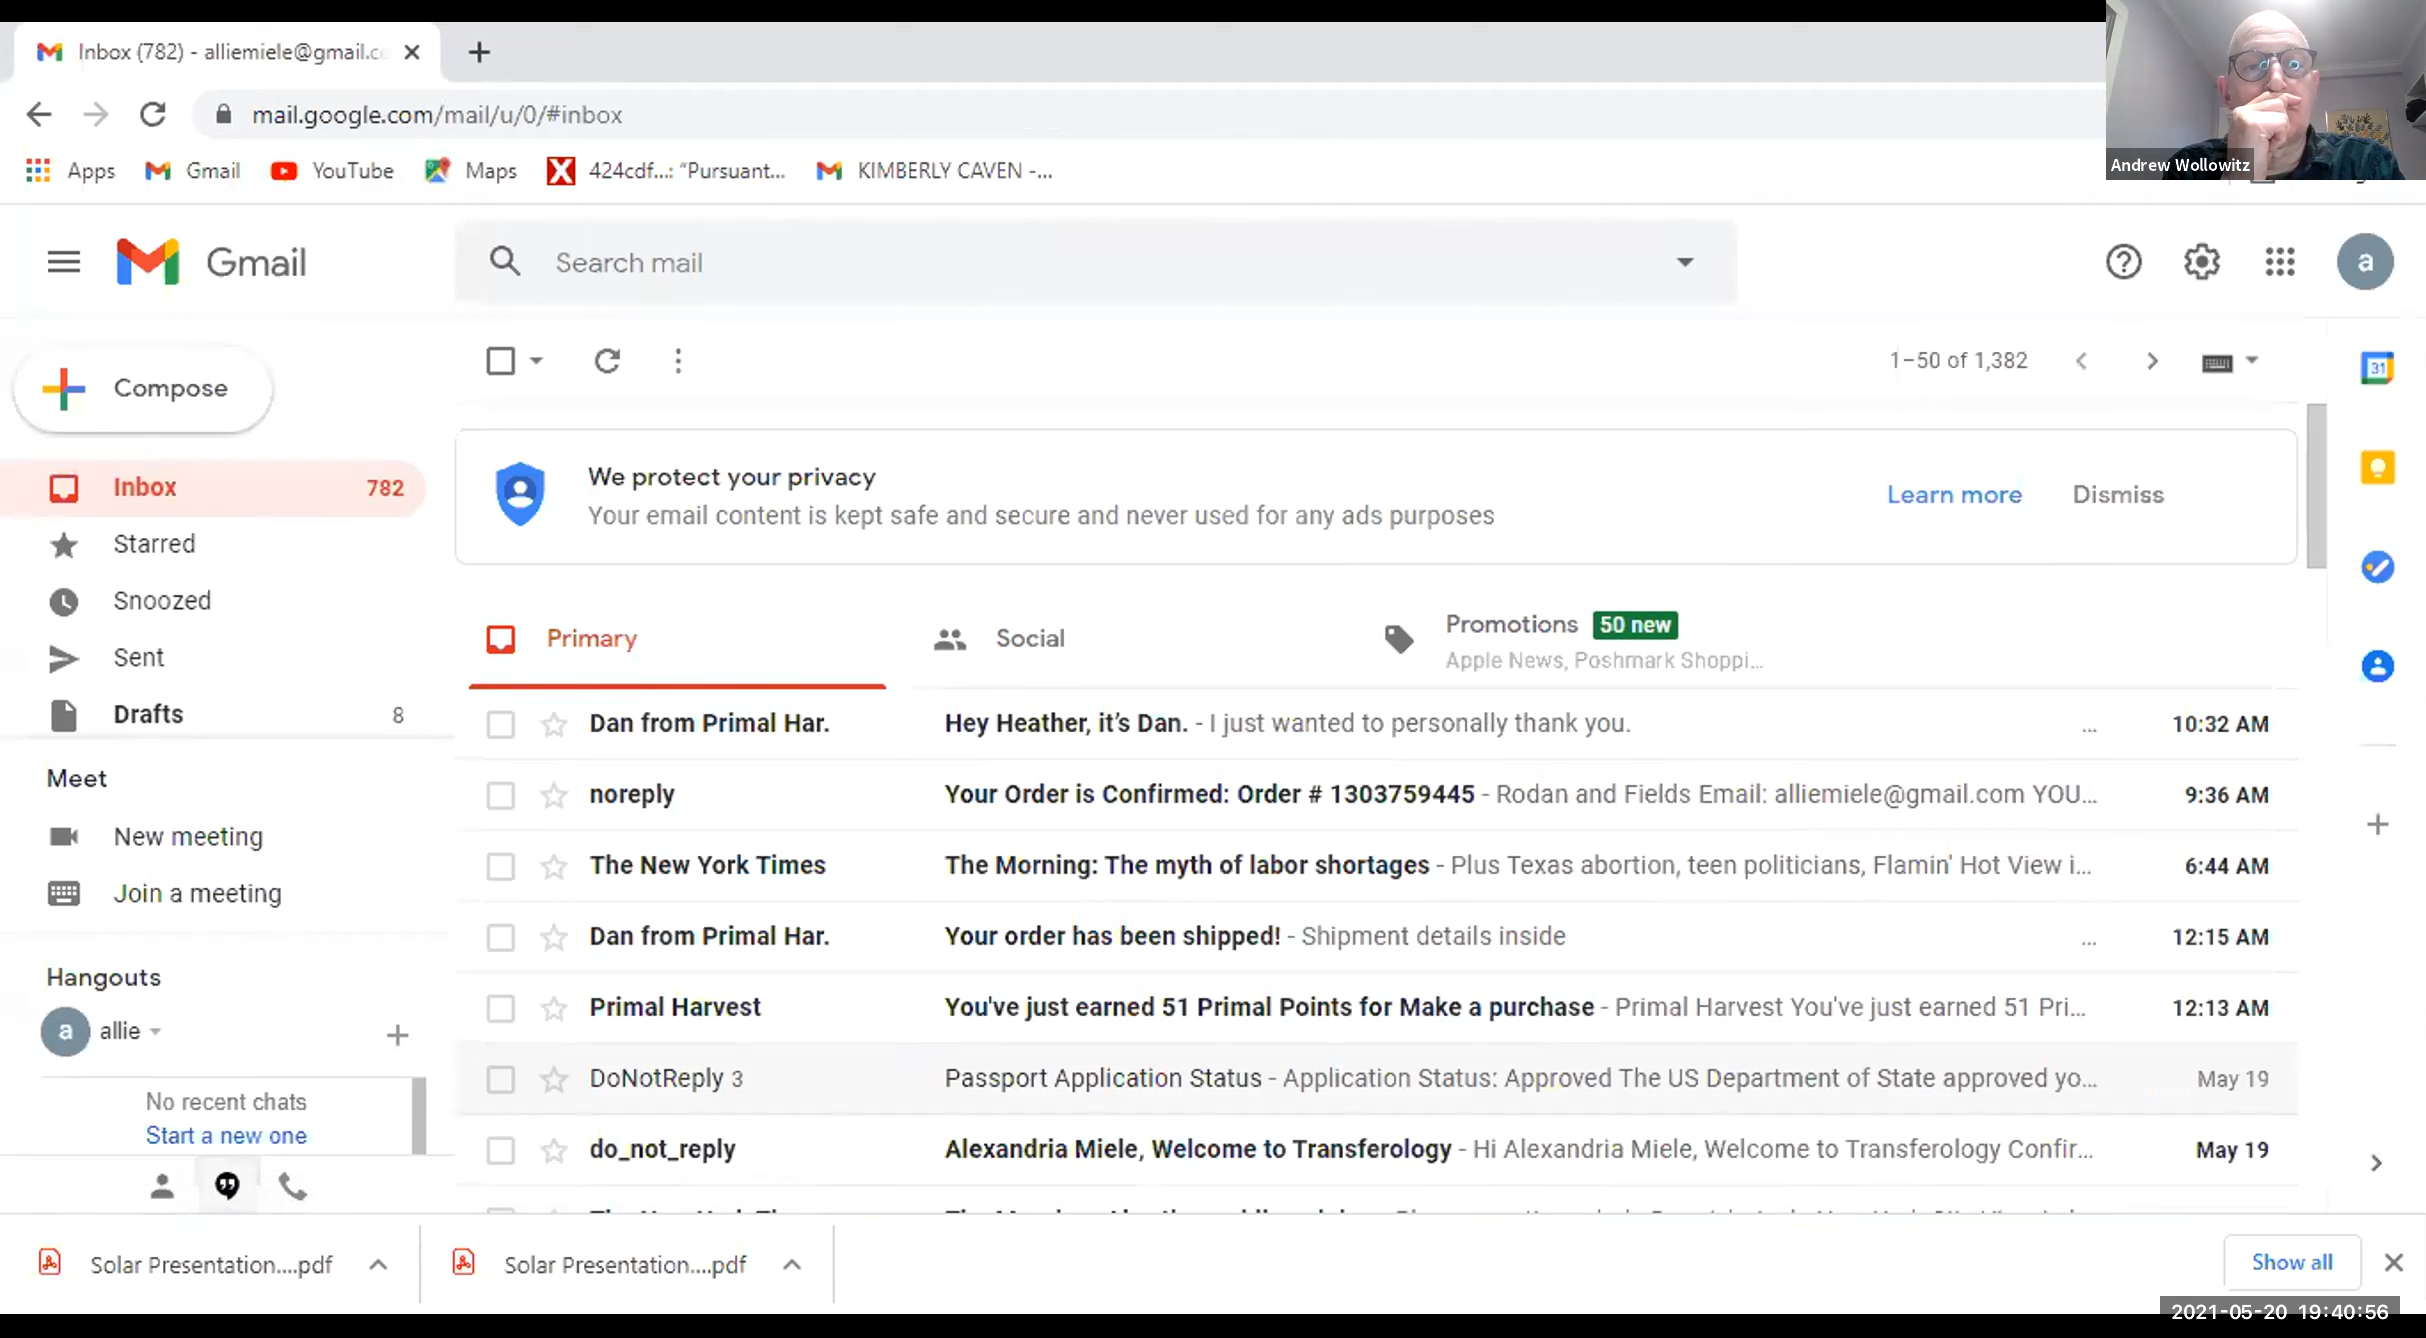 Inbox (782) - alliemiele@gmail.c
mail.google.com/mail/u/0/#inbox
Apps Gmail YouTube Maps 424cdf...: “Pursuant... KIMBERLY CAVEN -...
Andrew Wollowitz
Gmail
Search mail
a
Compose
1–50 of 1,382
31
Inbox 782
Starred
Snoozed
Sent
Drafts 8
We protect your privacy
Your email content is kept safe and secure and never used for any ads purposes
Learn more Dismiss
Primary
Social
Promotions 50 new
Apple News, Poshmark Shoppi...
Dan from Primal Har. Hey Heather, it’s Dan. - I just wanted to personally thank you. ... 10:32 AM
noreply Your Order is Confirmed: Order # 1303759445 - Rodan and Fields Email: alliemiele@gmail.com YOU... 9:36 AM
The New York Times The Morning: The myth of labor shortages - Plus Texas abortion, teen politicians, Flamin' Hot View i... 6:44 AM
Dan from Primal Har. Your order has been shipped! - Shipment details inside ... 12:15 AM
Primal Harvest You've just earned 51 Primal Points for Make a purchase - Primal Harvest You've just earned 51 Pri... 12:13 AM
DoNotReply 3 Passport Application Status - Application Status: Approved The US Department of State approved yo... May 19
do_not_reply Alexandria Miele, Welcome to Transferology - Hi Alexandria Miele, Welcome to Transferology Confir... May 19
Meet
New meeting
Join a meeting
Hangouts
a allie
No recent chats
Start a new one
Solar Presentation....pdf
Solar Presentation....pdf
Show all
2021-05-20 19:40:56